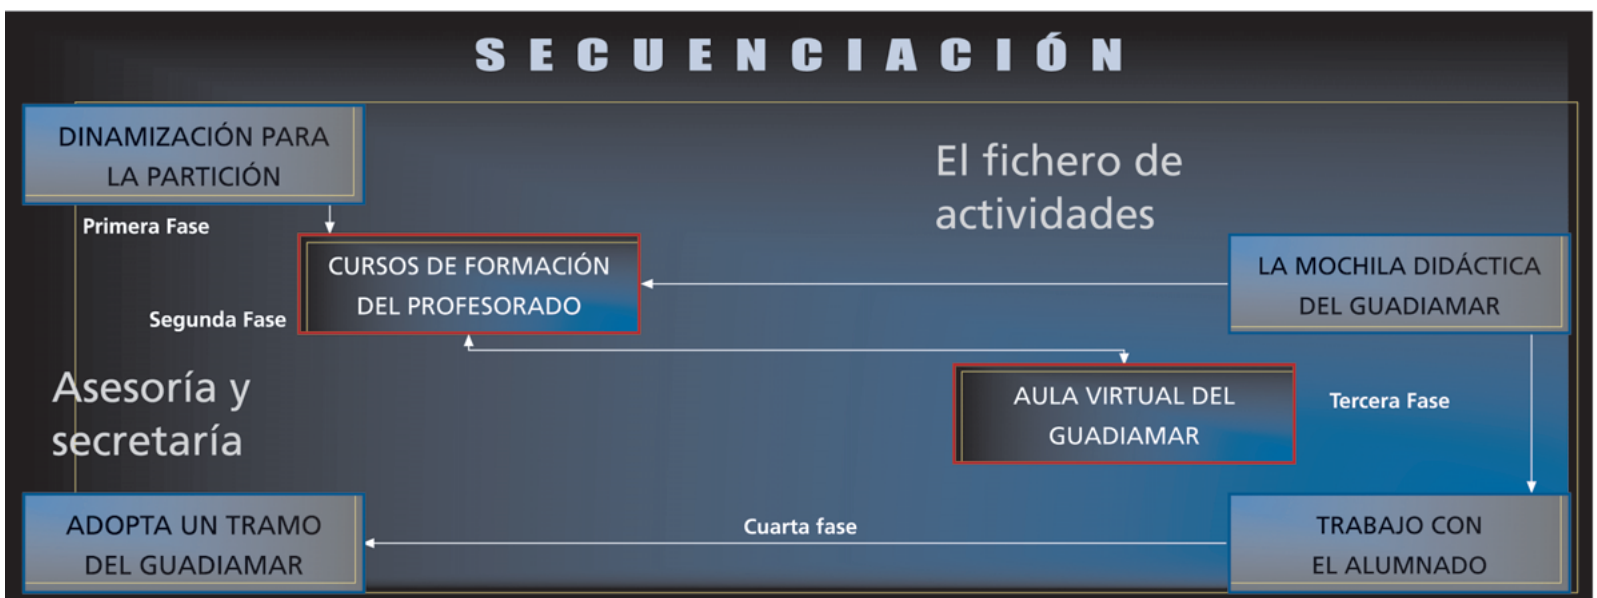 SECUENCIACIÓN
DINAMIZACIÓN PARA
LA PARTICIÓN
Primera Fase
El fichero de
actividades
CURSOS DE FORMACIÓN
DEL PROFESORADO
Segunda Fase
LA MOCHILA DIDÁCTICA
DEL GUADIAMAR
Asesoría y
secretaría
AULA VIRTUAL DEL
GUADIAMAR
Tercera Fase
ADOPTA UN TRAMO
DEL GUADIAMAR
Cuarta fase
TRABAJO CON
EL ALUMNADO